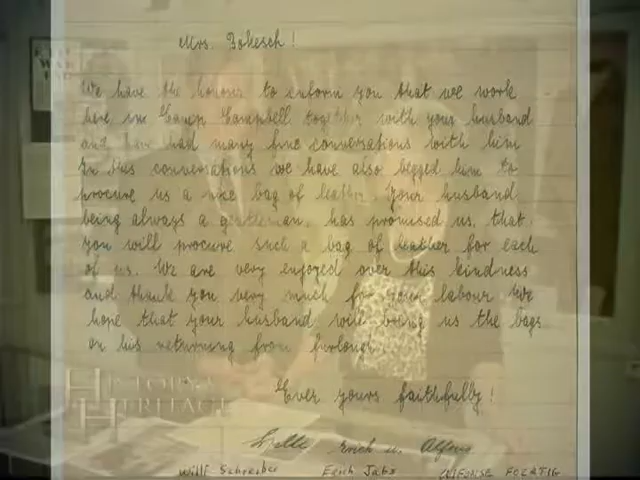 Mrs. Bokesch!
We have the honour to inform you that we work
here in Camp Campbell together with your husband
and have had many fine conversations with him
In this conversations we have also begged him to
procure us a nice bag of leather. Your husband
being always a gentleman, has promised us, that
you will procure such a bag of leather for each
of us. We are very enjoyed over this kindness
and thank you very much for your labour We
hope that your husband will bring us the bags
on his returning from furlough.
Ever yours faithfully!
Erich u. Alfons
Willi Schreiber Erich Jabs ALFONSE FOERTIG
HISTORY &
HERITAGE